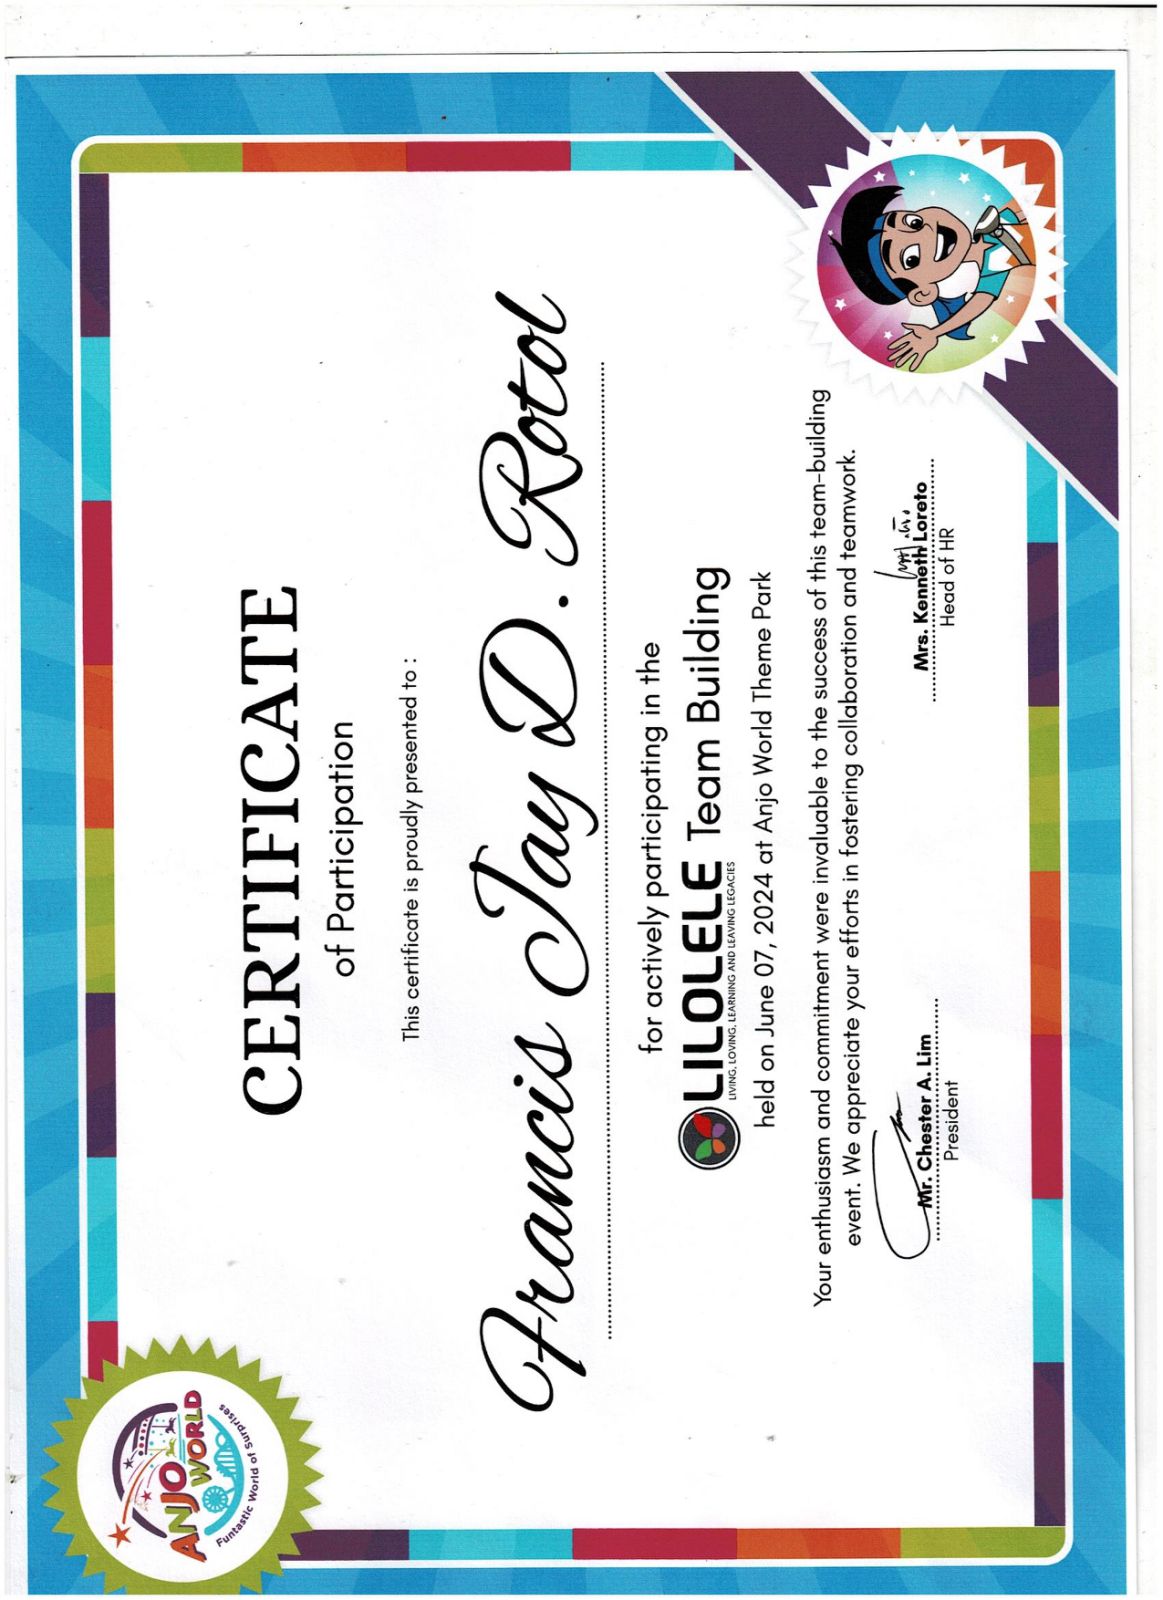 ANJO
WORLD
Funtastic World of Surprises
CERTIFICATE
of Participation
This certificate is proudly presented to :
Francis Jay D. Rotol
for actively participating in the
LILOLELE Team Building
LIVING, LOVING, LEARNING AND LEAVING LEGACIES
held on June 07, 2024 at Anjo World Theme Park
Your enthusiasm and commitment were invaluable to the success of this team-building
event. We appreciate your efforts in fostering collaboration and teamwork.
Mr. Chester A. Lim
President
Mrs. Kenneth Loreto
Head of HR